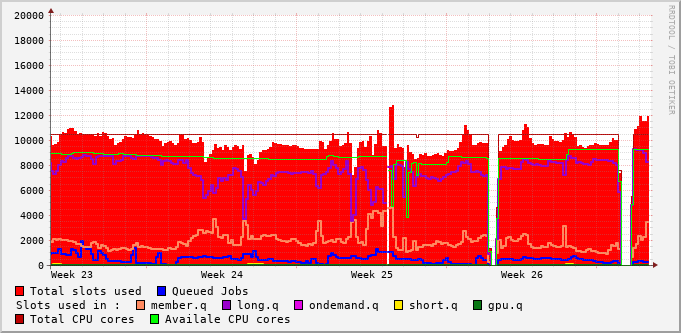 20000
18000
16000
14000
12000
10000
8000
6000
4000
2000
0
Week 23 Week 24 Week 25 Week 26
Total slots used Queued Jobs
Slots used in : member.q long.q ondemand.q short.q gpu.q
Total CPU cores Availale CPU cores
RRDTOOL / TOBI OETIKER